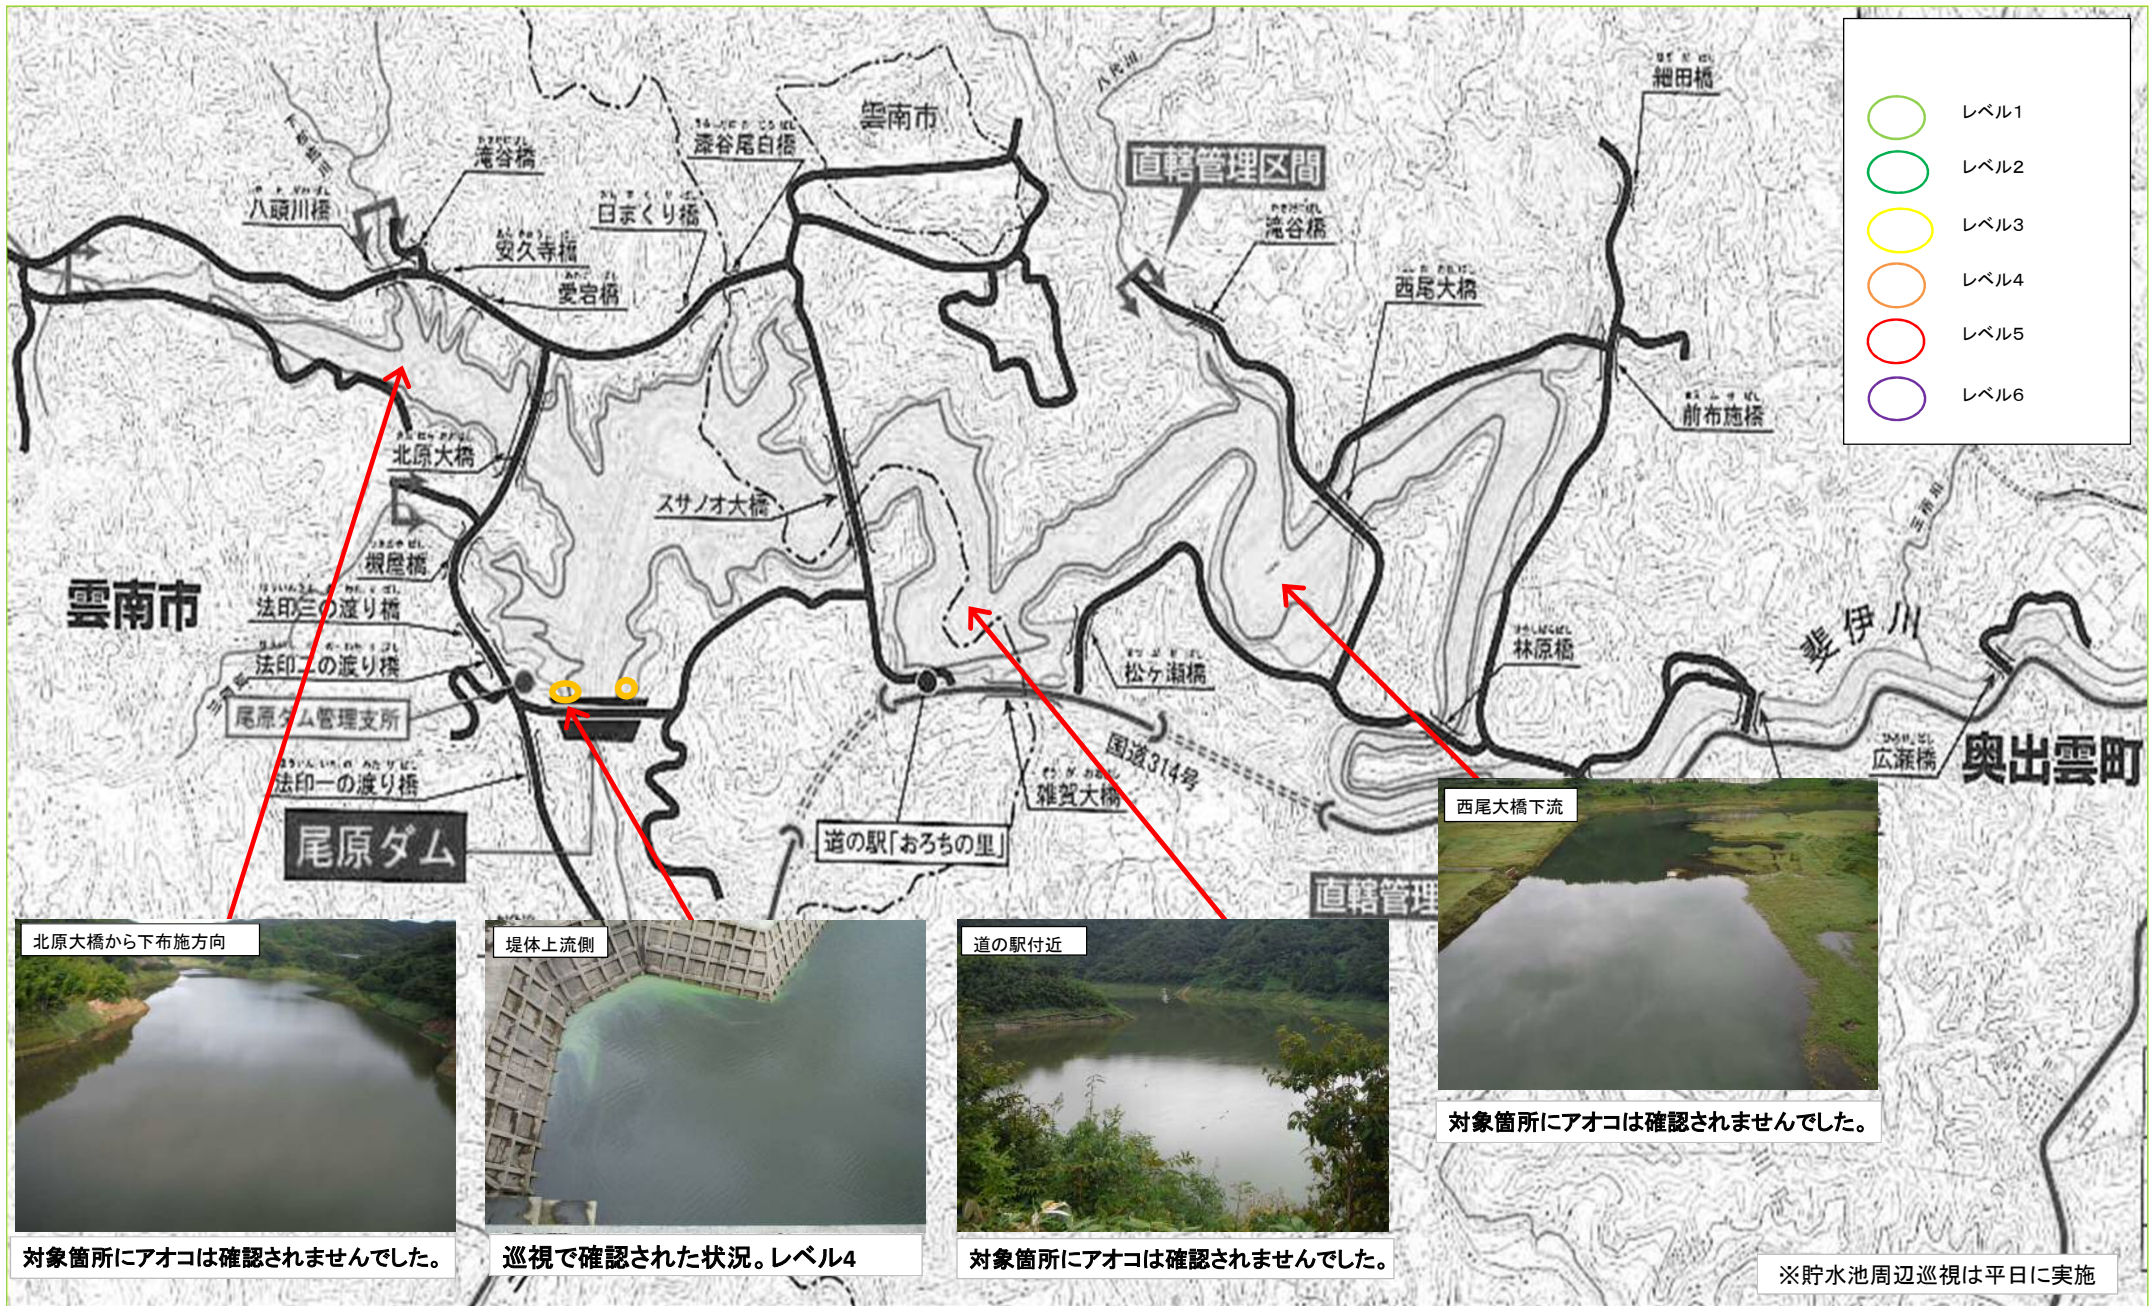 レベル1
レベル2
レベル3
レベル4
レベル5
レベル6
細田橋
雲南市
漆谷尾白橋
滝谷橋
直轄管理区間
八頭川橋
日まくり橋
安久寺橋
滝谷橋
愛宕橋
西尾大橋
前布施橋
北原大橋
スサノオ大橋
槻屋橋
雲南市
法印三の渡り橋
斐伊川
法印二の渡り橋
林原橋
松ヶ瀬橋
尾原ダム管理支所
国道314号
広瀬橋
奥出雲町
法印一の渡り橋
雑賀大橋
尾原ダム
道の駅「おろちの里」
直轄管理
西尾大橋下流
対象箇所にアオコは確認されませんでした。
北原大橋から下布施方向
対象箇所にアオコは確認されませんでした。
堤体上流側
巡視で確認された状況。レベル4
道の駅付近
対象箇所にアオコは確認されませんでした。
※貯水池周辺巡視は平日に実施